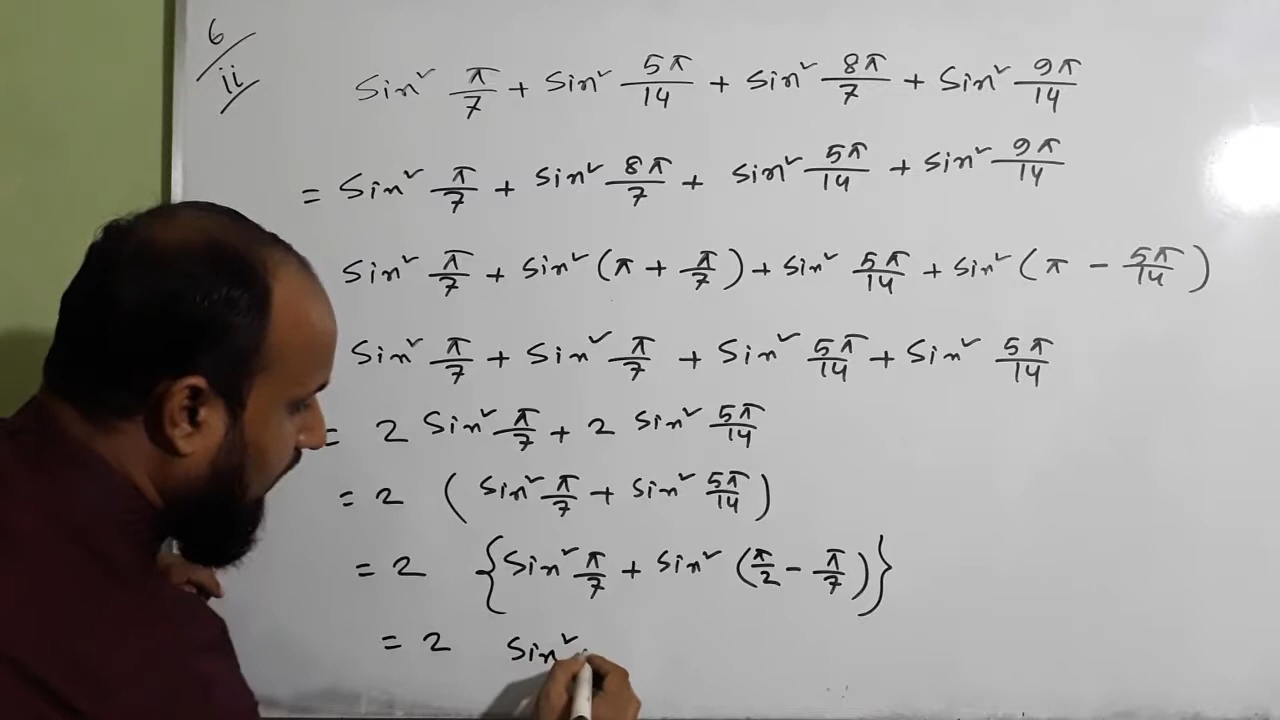 6/ii
Sin² π/7 + Sin² 5π/14 + Sin² 8π/7 + Sin² 9π/14
= Sin² π/7 + Sin² 8π/7 + Sin² 5π/14 + Sin² 9π/14
Sin² π/7 + Sin² (π + π/7) + Sin² 5π/14 + Sin² (π - 5π/14)
Sin² π/7 + Sin² π/7 + Sin² 5π/14 + Sin² 5π/14
= 2 Sin² π/7 + 2 Sin² 5π/14
= 2 (Sin² π/7 + Sin² 5π/14)
= 2 {Sin² π/7 + Sin² (π/2 - π/7)}
= 2 Sin²